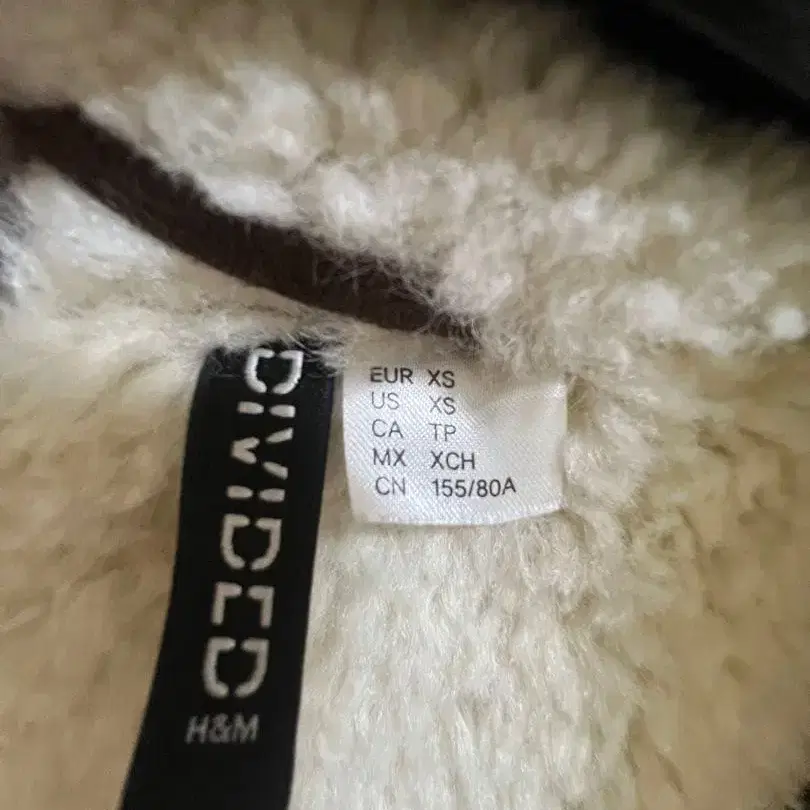 DIVIDED
H&M
EUR XS
US XS
CA TP
MX XCH
CN 155/80A